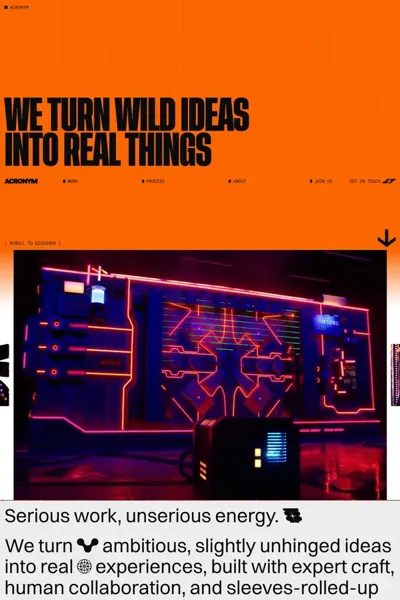 ACRONYM
WE TURN WILD IDEAS
INTO REAL THINGS
ACRONYM WORK PROCESS ABOUT JOIN US GET IN TOUCH
[ SCROLL TO DISCOVER ]
Serious work, unserious energy.
We turn ambitious, slightly unhinged ideas
into real experiences, built with expert craft,
human collaboration, and sleeves-rolled-up